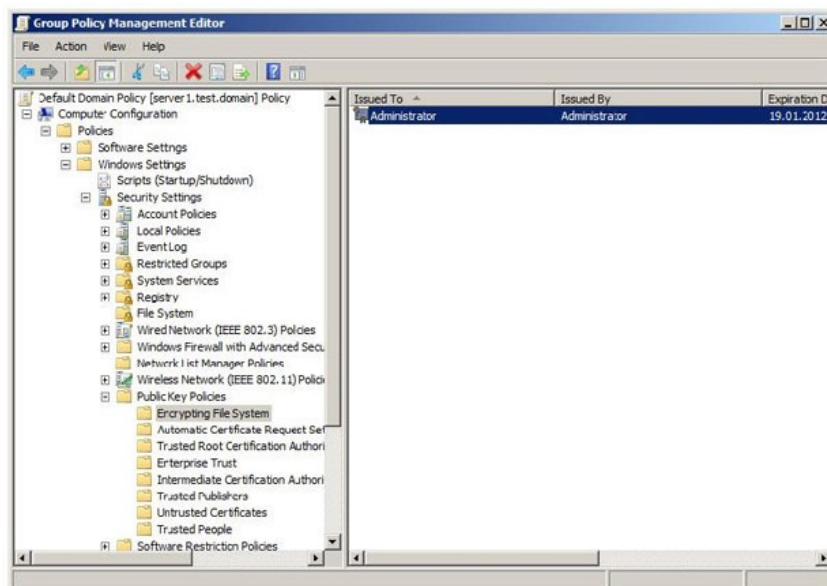 Group Policy Management Editor
File Action View Help
Default Domain Policy [server1.test.domain] Policy
Computer Configuration
Policies
Software Settings
Windows Settings
Scripts (Startup/Shutdown)
Security Settings
Account Policies
Local Policies
Event Log
Restricted Groups
System Services
Registry
File System
Wired Network (IEEE 802.3) Policies
Windows Firewall with Advanced Secu
Network List Manager Policies
Wireless Network (IEEE 802.11) Polici
Public Key Policies
Encrypting File System
Automatic Certificate Request Set
Trusted Root Certification Authori
Enterprise Trust
Intermediate Certification Authori
Trusted Publishers
Untrusted Certificates
Trusted People
Software Restriction Policies
Issued To Issued By Expiration D
Administrator Administrator 19.01.2012